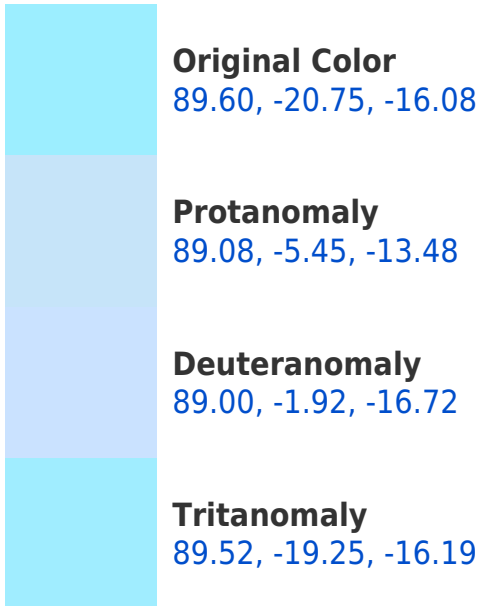 Original Color
89.60, -20.75, -16.08
Protanomaly
89.08, -5.45, -13.48
Deuteranomaly
89.00, -1.92, -16.72
Tritanomaly
89.52, -19.25, -16.19